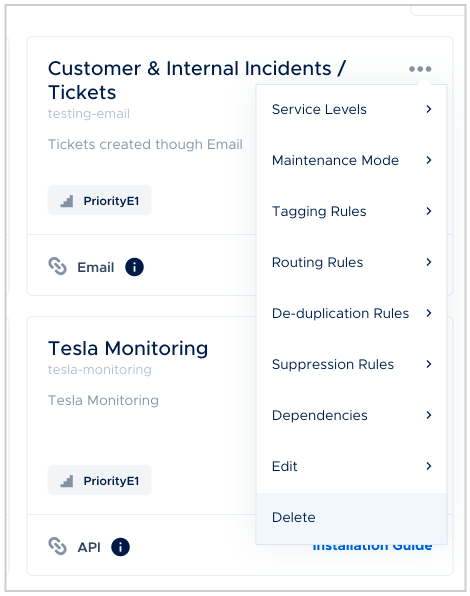 Customer & Internal Incidents /
Tickets
testing-email
Tickets created though Email
PriorityE1
Email
Service Levels
Maintenance Mode
Tagging Rules
Routing Rules
De-duplication Rules
Suppression Rules
Dependencies
Edit
Delete
Tesla Monitoring
tesla-monitoring
Tesla Monitoring
PriorityE1
API
Installation Guide